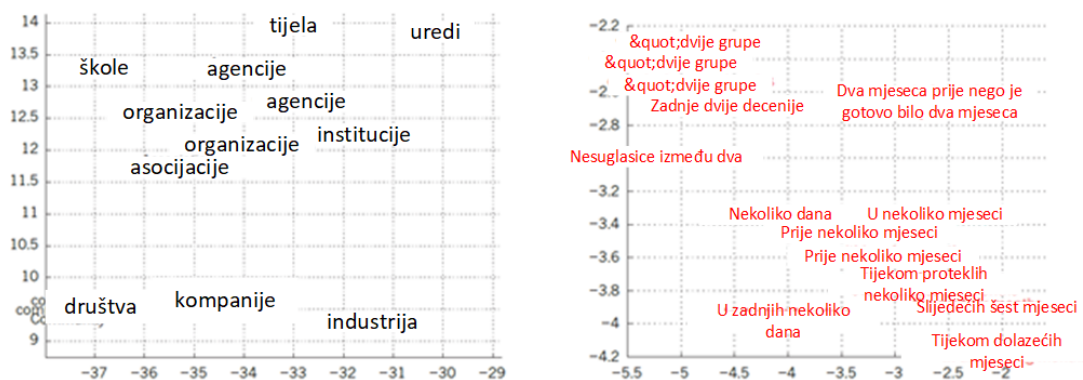 14
13.5
13
12.5
12
11.5
11
10.5
10
9
−37
−36
−35
−34
−33
−32
−31
−30
−29
tijela
uredi
škole
agencije
agencije
organizacije
institucije
organizacije
asocijacije
društva
kompanije
industrija
−2.2
−2.8
−3.2
−3.4
−3.6
−3.8
−4
−4.2
−5.5
−5
−4.5
−4
−3.5
−3
−2.5
−2
&quot;dvije grupe
&quot;dvije grupe
&quot;dvije grupe
Zadnje dvije decenije
Dva mjeseca prije nego je
gotovo bilo dva mjeseca
Nesuglasice između dva
Nekoliko dana
U nekoliko mjeseci
Prije nekoliko mjeseci
Prije nekoliko mjeseci
Tijekom proteklih
nekoliko mjeseci
U zadnjih nekoliko
dana
Slijedećih šest mjeseci
Tijekom dolazećih
mjeseci